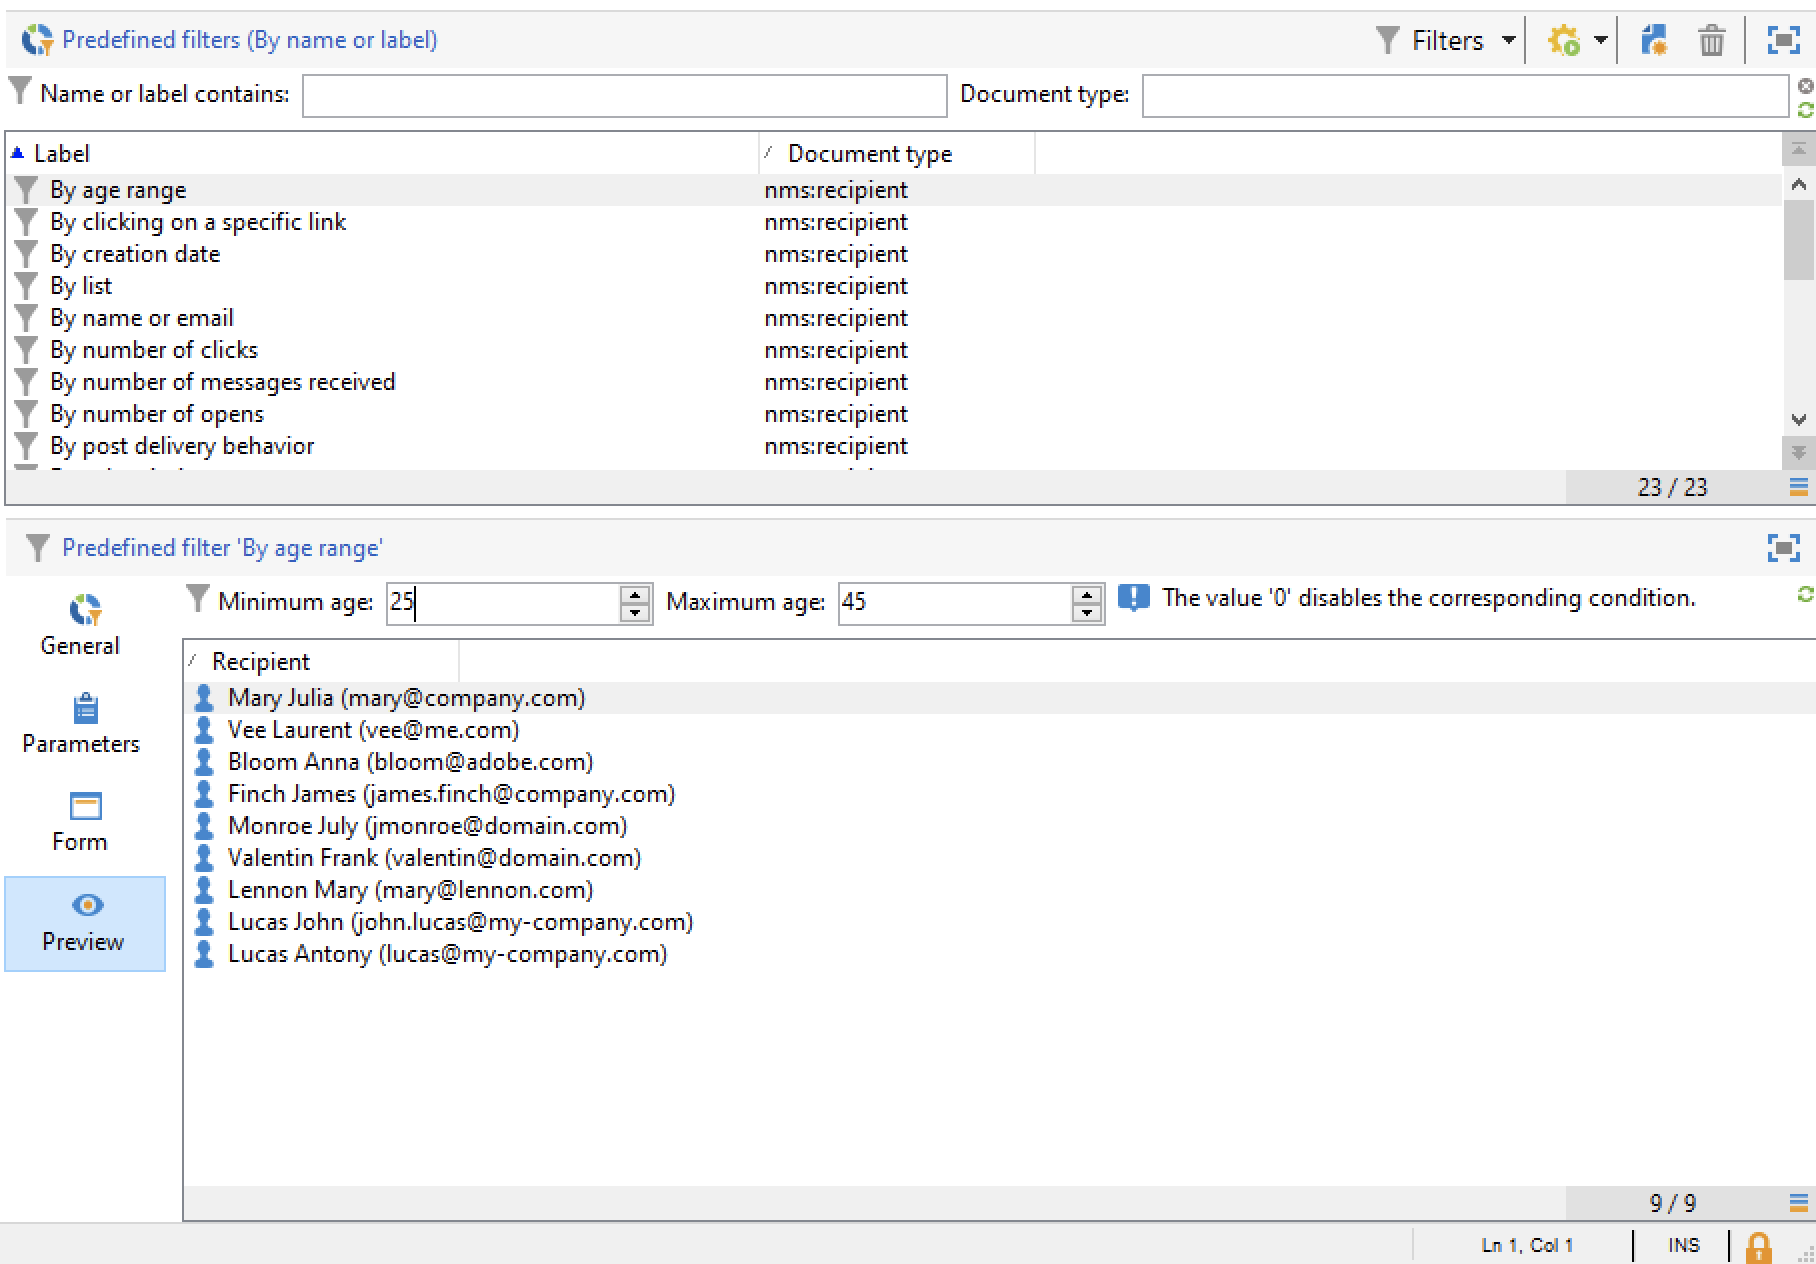 Predefined filters (By name or label) Filters
Name or label contains: Document type:
Label Document type
By age range nms:recipient
By clicking on a specific link nms:recipient
By creation date nms:recipient
By list nms:recipient
By name or email nms:recipient
By number of clicks nms:recipient
By number of messages received nms:recipient
By number of opens nms:recipient
By post delivery behavior nms:recipient
23 / 23
Predefined filter 'By age range'
Minimum age: 25 Maximum age: 45 The value '0' disables the corresponding condition.
General
Parameters
Form
Preview
Recipient
Mary Julia (mary@company.com)
Vee Laurent (vee@me.com)
Bloom Anna (bloom@adobe.com)
Finch James (james.finch@company.com)
Monroe July (jmonroe@domain.com)
Valentin Frank (valentin@domain.com)
Lennon Mary (mary@lennon.com)
Lucas John (john.lucas@my-company.com)
Lucas Antony (lucas@my-company.com)
9 / 9
Ln 1, Col 1 INS